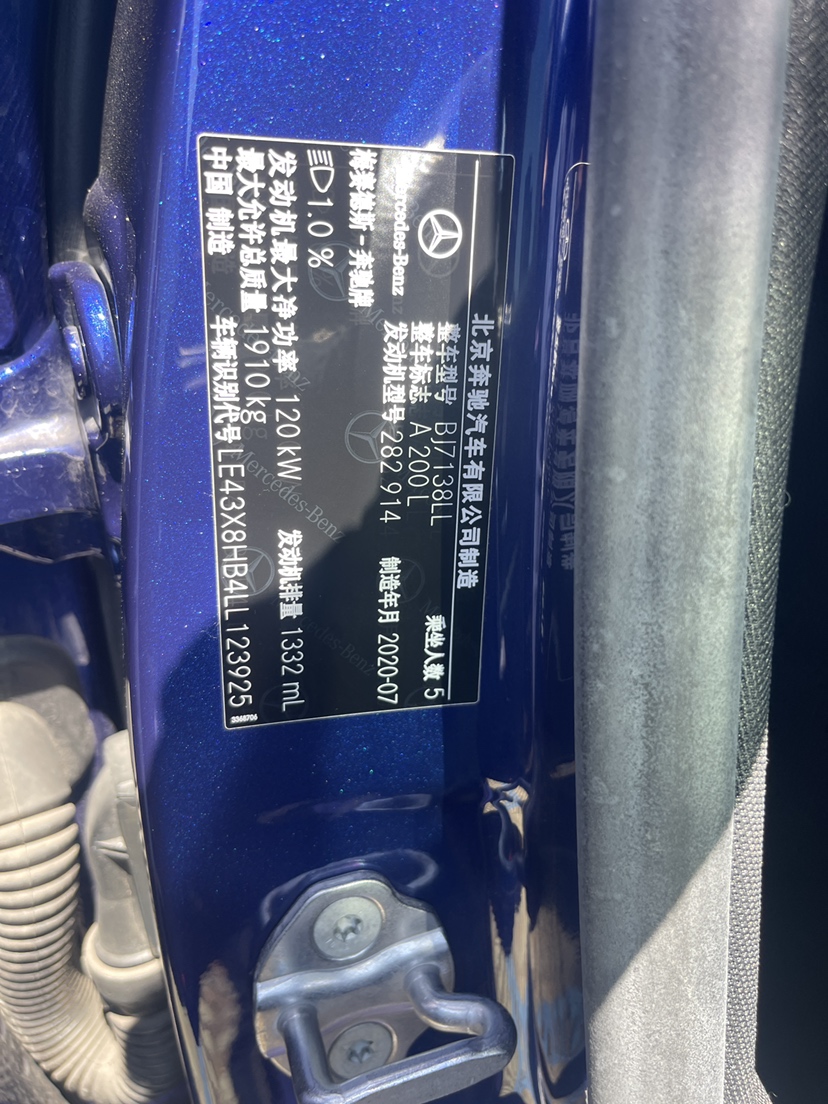 北京奔驰汽车有限公司制造
Mercedes-Benz
整车型号 BJ7138LL 乘坐人数 5
整车标志 A 200 L
发动机型号 282 914 制造年月 2020-07
梅赛德斯-奔驰牌
1.0 %
发动机最大净功率 120 kW 发动机排量 1332 mL
最大允许总质量 1910 kg
中国 制造 车辆识别代号 LE43X8HB4LL123925